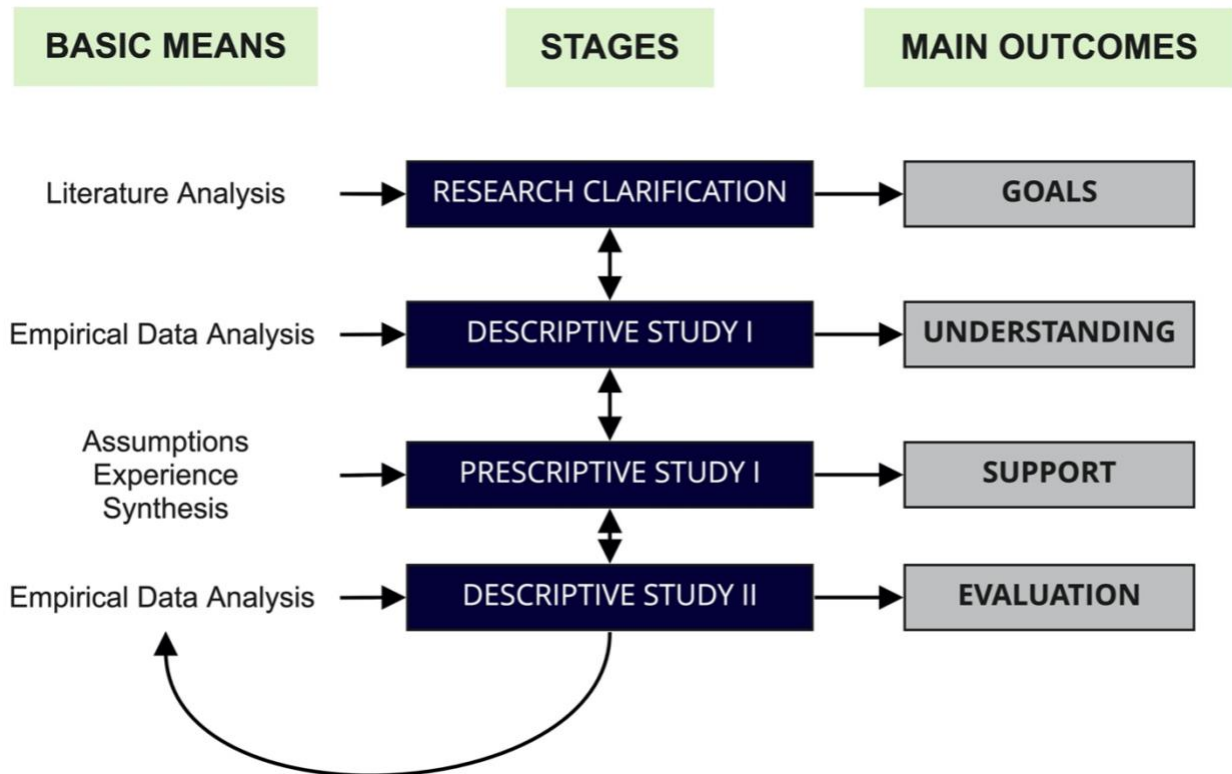 BASIC MEANS
STAGES
MAIN OUTCOMES
Literature Analysis
RESEARCH CLARIFICATION
GOALS
Empirical Data Analysis
DESCRIPTIVE STUDY I
UNDERSTANDING
Assumptions
Experience
Synthesis
PRESCRIPTIVE STUDY I
SUPPORT
Empirical Data Analysis
DESCRIPTIVE STUDY II
EVALUATION